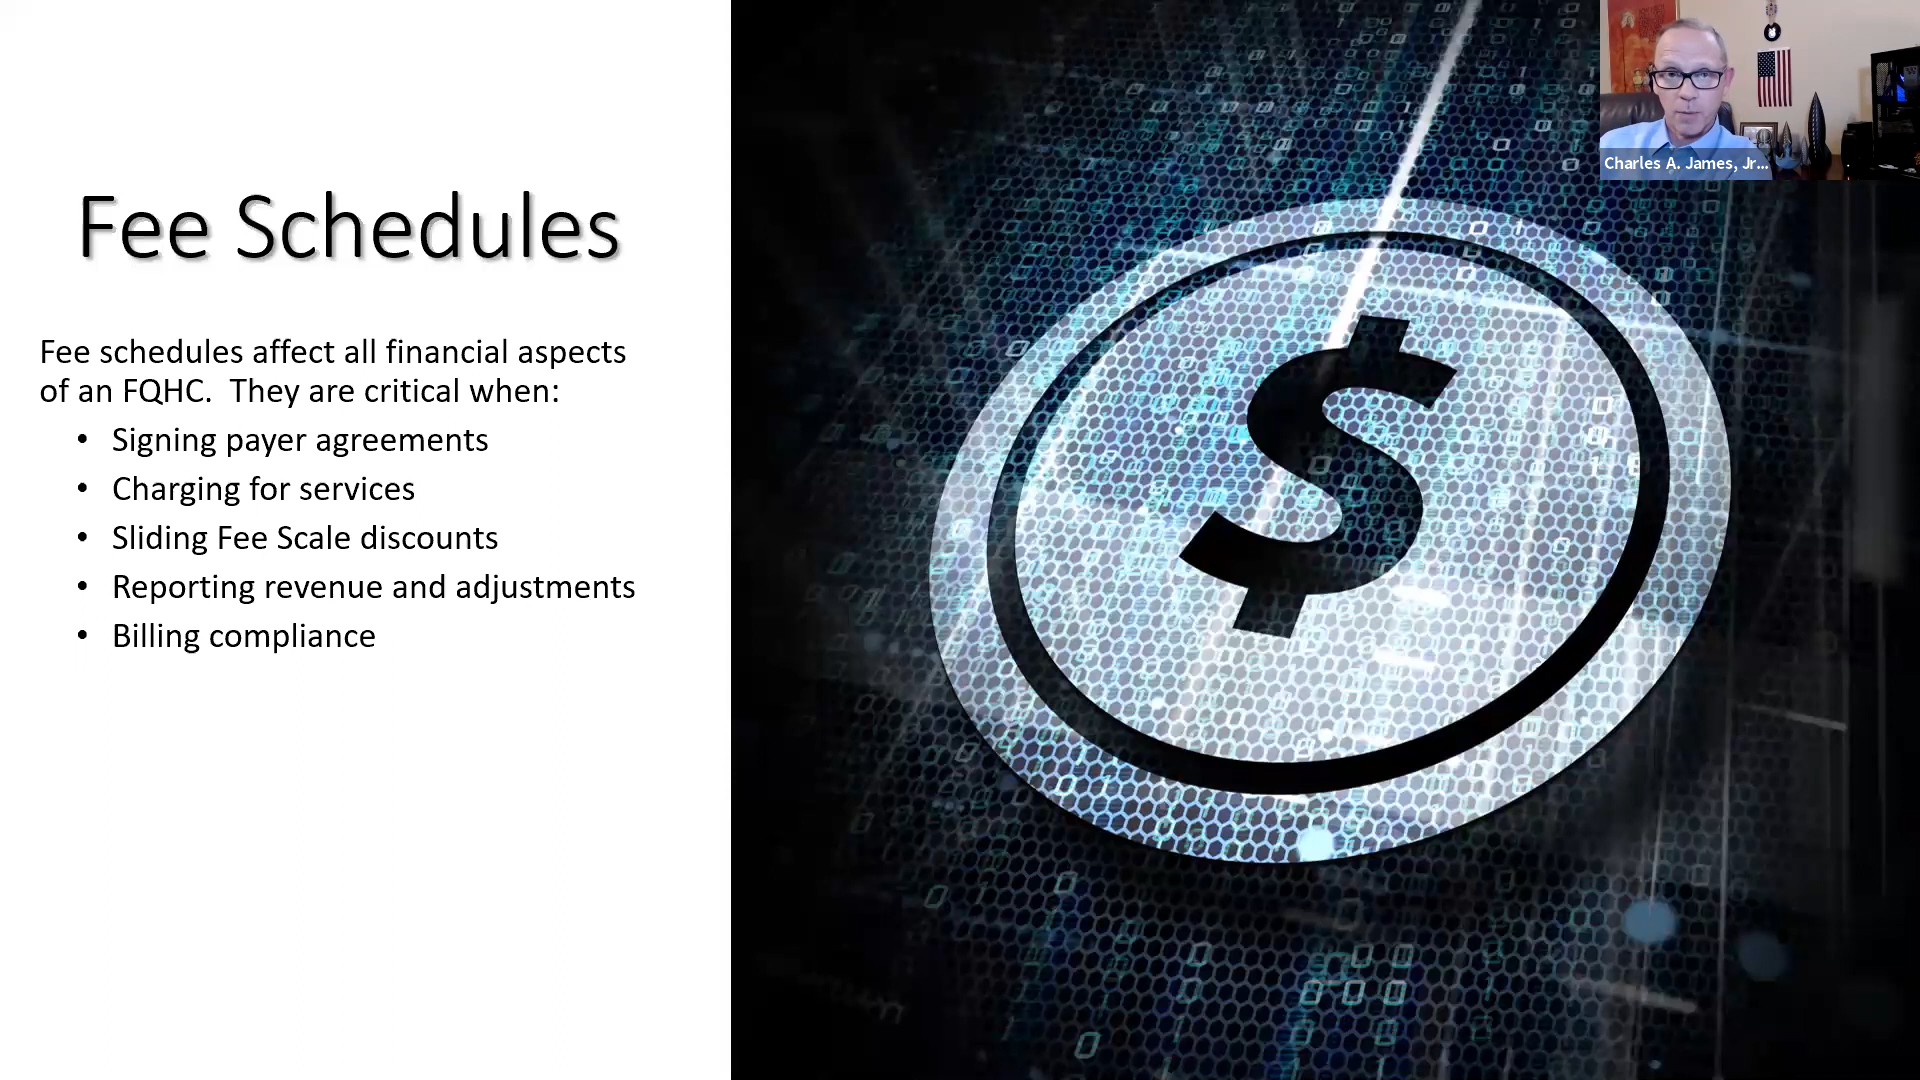 Charles A. James, Jr...
Fee Schedules
Fee schedules affect all financial aspects
of an FQHC.  They are critical when:
• Signing payer agreements
• Charging for services
• Sliding Fee Scale discounts
• Reporting revenue and adjustments
• Billing compliance
$